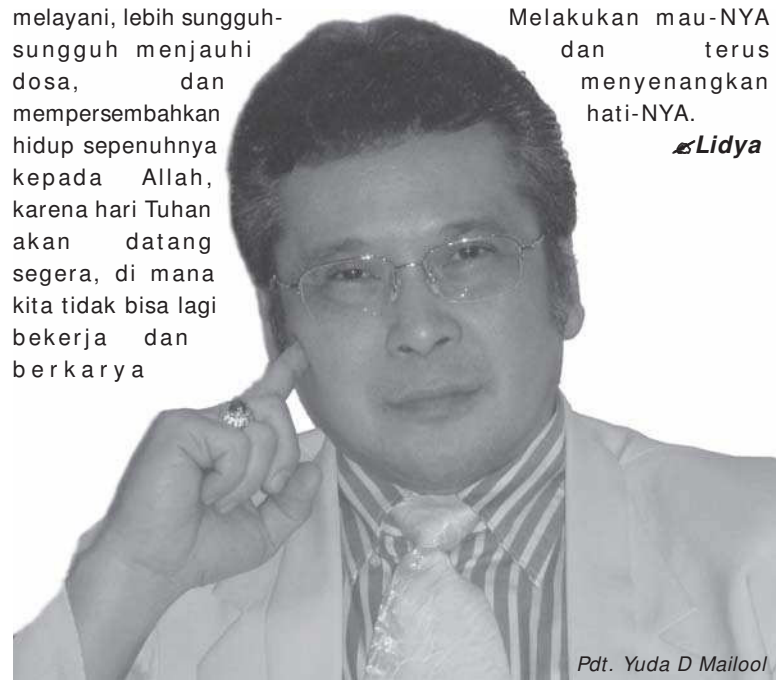 melayani, lebih sungguh-
sungguh menjauhi
dosa, dan
mempersembahkan
hidup sepenuhnya
kepada Allah,
karena hari Tuhan
akan datang
segera, di mana
kita tidak bisa lagi
bekerja dan
berkarya
Melakukan mau-NYA
dan terus
menyenangkan
hati-NYA.
✍Lidya
Pdt. Yuda D Mailool